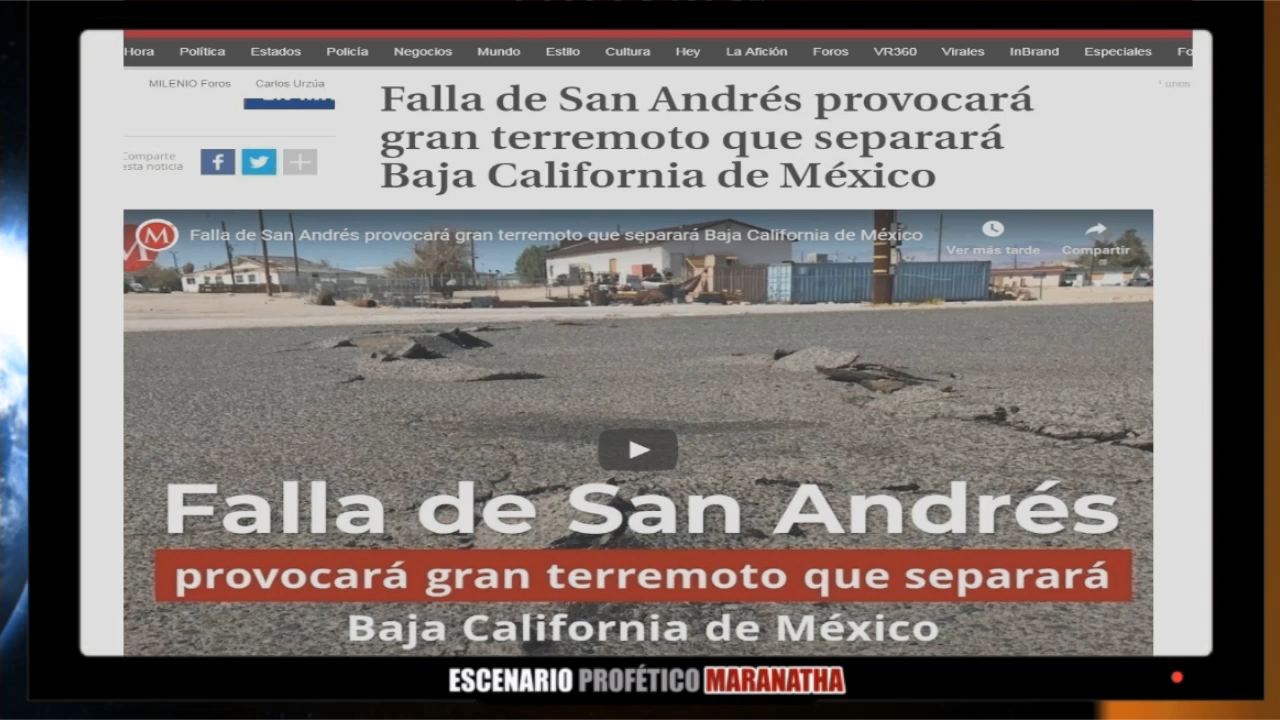 Hora Política Estados Policía Negocios Mundo Estilo Cultura Hey La Afición Foros VR360 Virales InBrand Especiales Fo
MILENIO Foros Carlos Urzúa
Falla de San Andrés provocará
gran terremoto que separará
Baja California de México
Comparte
esta noticia
M Falla de San Andrés provocará gran terremoto que separará Baja California de México
Ver más tarde Compartir
Falla de San Andrés
provocará gran terremoto que separará
Baja California de México
ESCENARIO PROFÉTICO MARANATHA